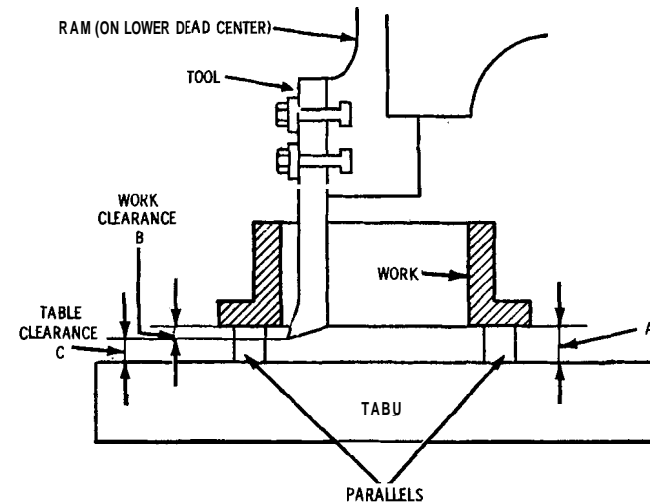 RAM (ON LOWER DEAD CENTER)
TOOL
WORK
CLEARANCE
B
WORK
TABLE
CLEARANCE
C
A
TABU
PARALLELS